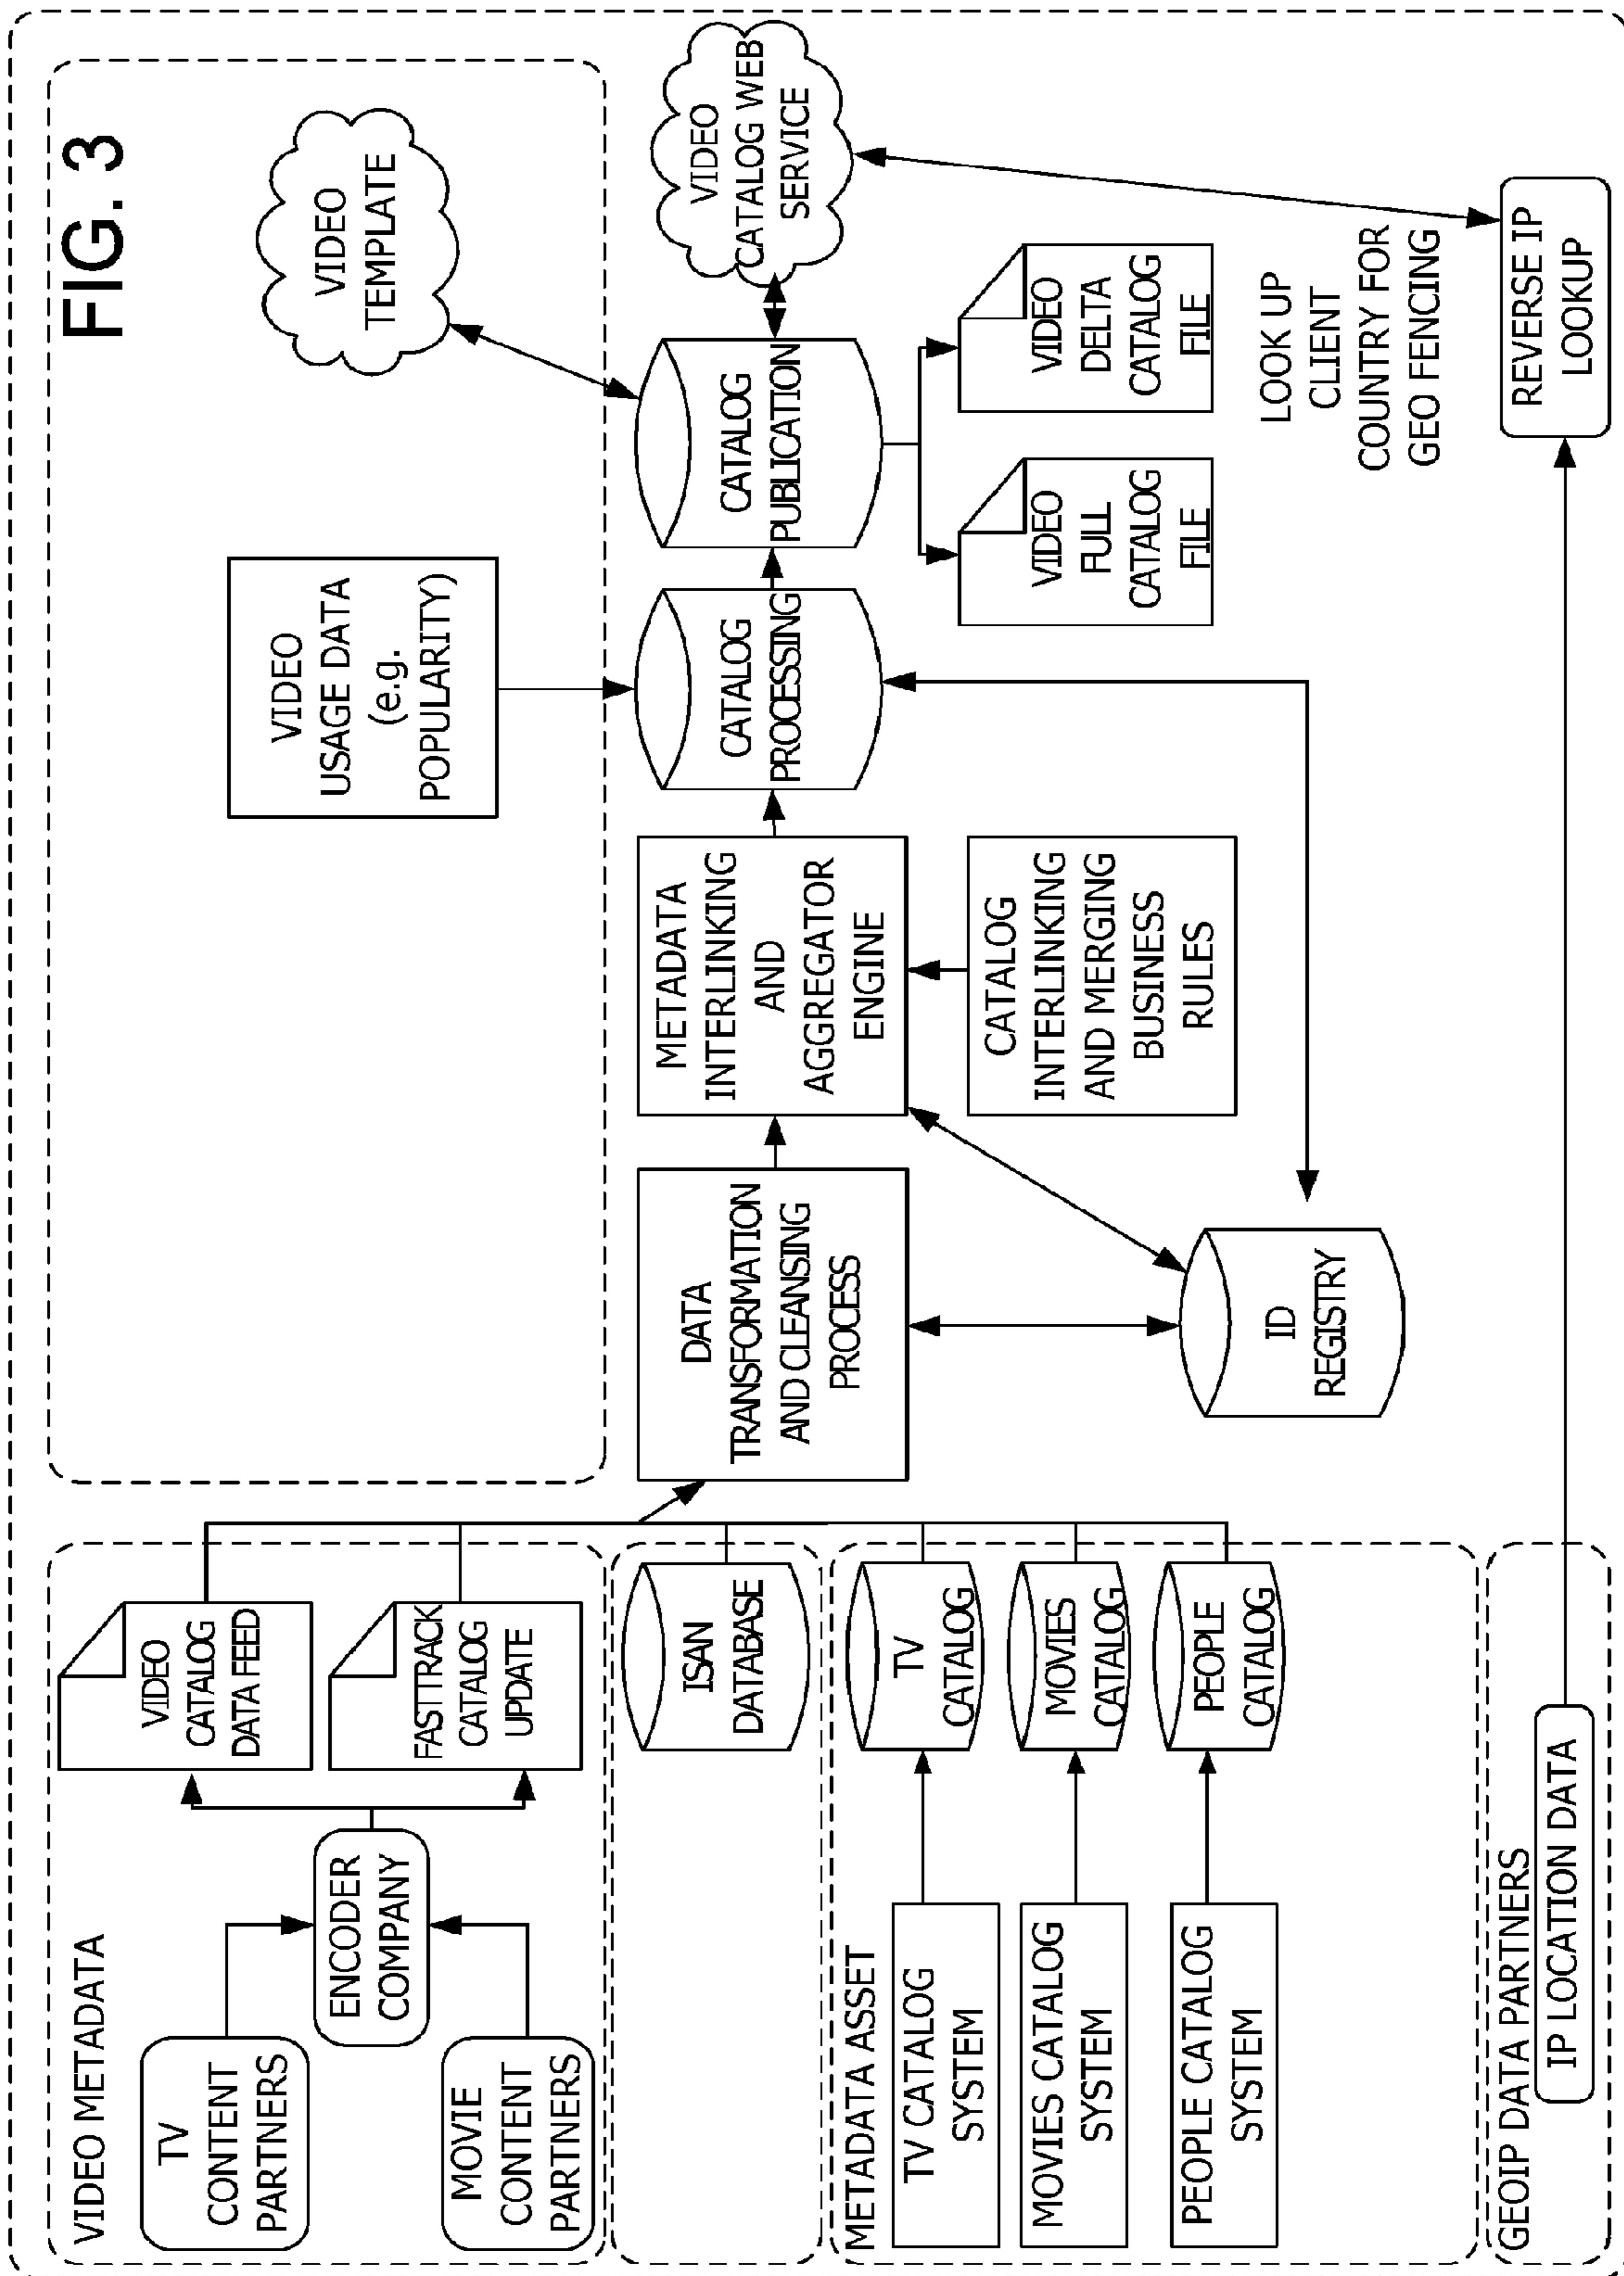 FIG. 3
VIDEO METADATA
TV
CONTENT
PARTNERS
MOVIE
CONTENT
PARTNERS
ENCODER
COMPANY
VIDEO
CATALOG
DATA FEED
FAST TRACK
CATALOG
UPDATE
ISAN
DATABASE
METADATA ASSET
TV CATALOG
SYSTEM
MOVIES CATALOG
SYSTEM
PEOPLE CATALOG
SYSTEM
TV
CATALOG
MOVIES
CATALOG
PEOPLE
CATALOG
GEOIP DATA PARTNERS
IP LOCATION DATA
DATA
TRANSFORMATION
AND CLEANSING
PROCESS
ID
REGISTRY
METADATA
INTERLINKING
AND
AGGREGATOR
ENGINE
CATALOG
INTERLINKING
AND MERGING
BUSINESS
RULES
VIDEO
USAGE DATA
(e.g.
POPULARITY)
CATALOG
PROCESSING
CATALOG
PUBLICATION
VIDEO
TEMPLATE
VIDEO
CATALOG WEB
SERVICE
VIDEO
FULL
CATALOG
FILE
VIDEO
DELTA
CATALOG
FILE
LOOK UP
CLIENT
COUNTRY FOR
GEO FENCING
REVERSE IP
LOOKUP